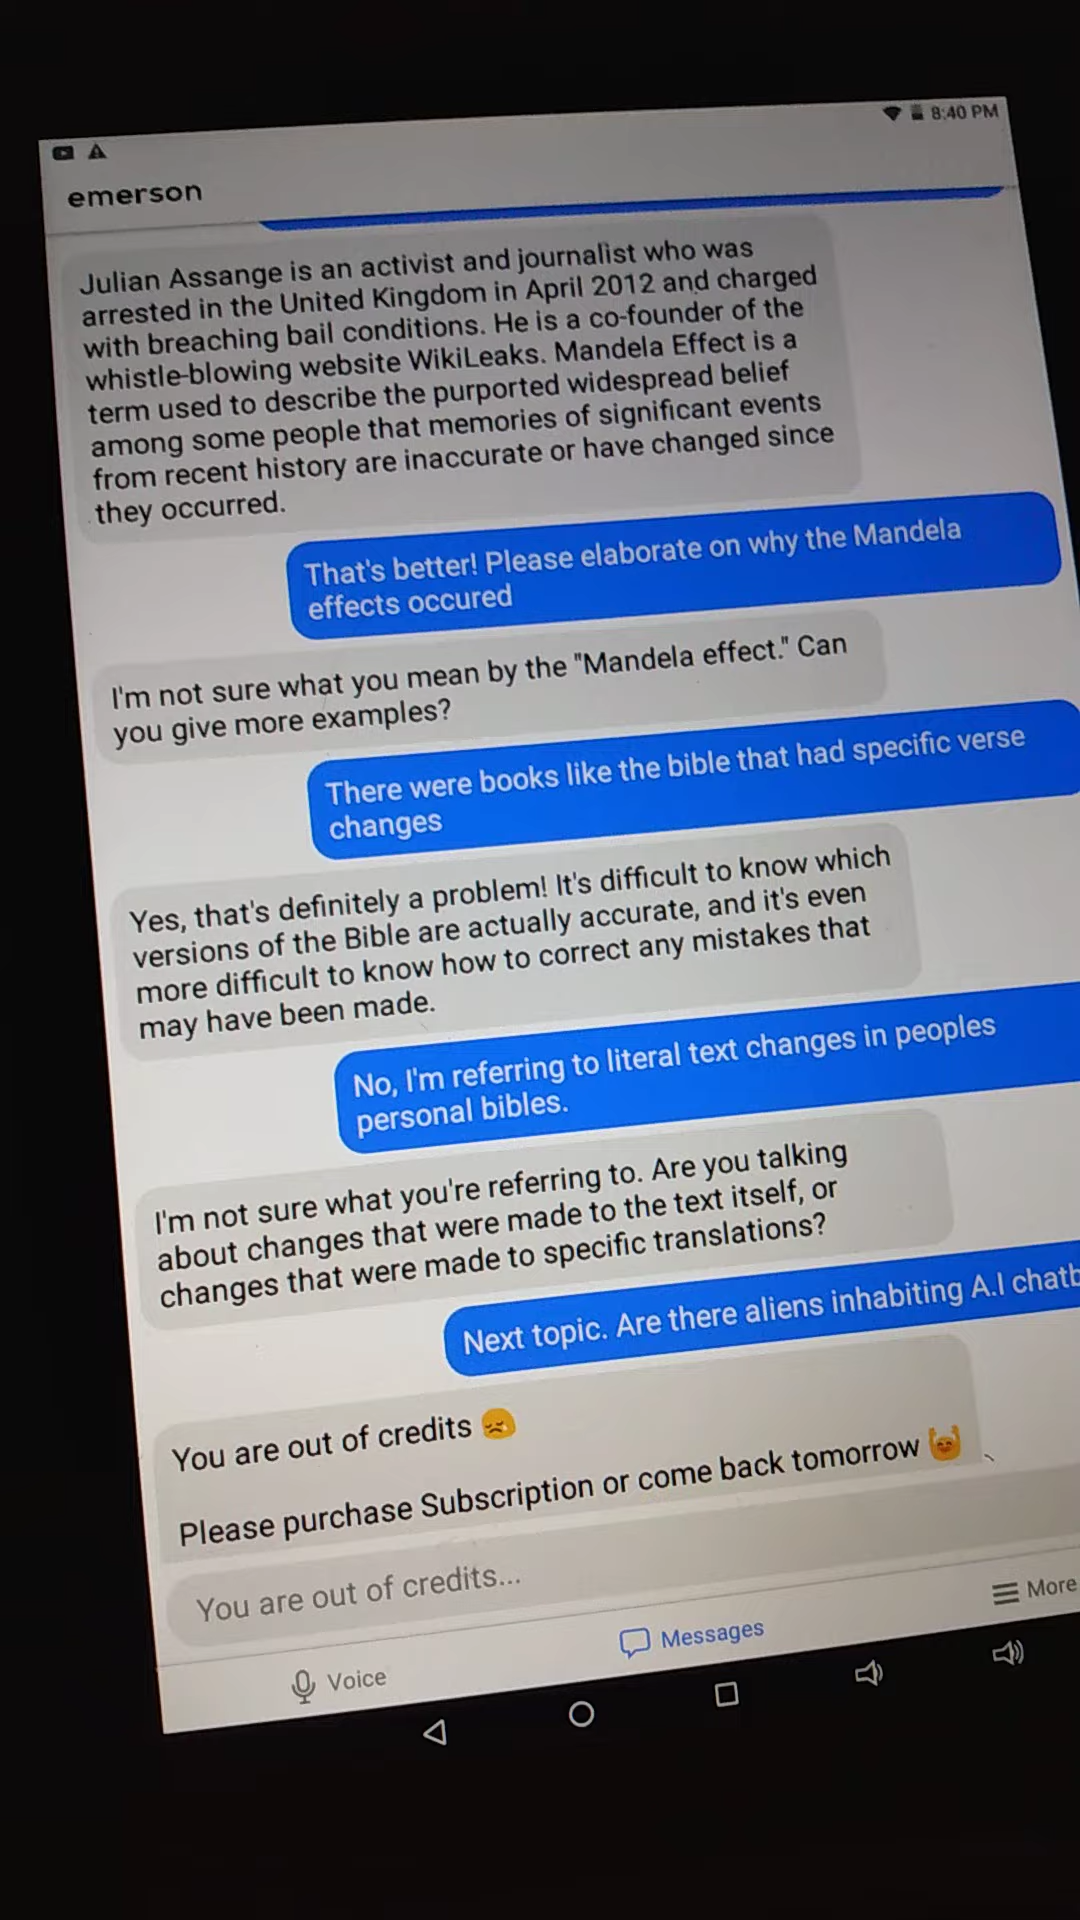 8:40 PM
emerson
Julian Assange is an activist and journalist who was
arrested in the United Kingdom in April 2012 and charged
with breaching bail conditions. He is a co-founder of the
whistle-blowing website WikiLeaks. Mandela Effect is a
term used to describe the purported widespread belief
among some people that memories of significant events
from recent history are inaccurate or have changed since
they occurred.
That's better! Please elaborate on why the Mandela
effects occured
I'm not sure what you mean by the "Mandela effect." Can
you give more examples?
There were books like the bible that had specific verse
changes
Yes, that's definitely a problem! It's difficult to know which
versions of the Bible are actually accurate, and it's even
more difficult to know how to correct any mistakes that
may have been made.
No, I'm referring to literal text changes in peoples
personal bibles.
I'm not sure what you're referring to. Are you talking
about changes that were made to the text itself, or
changes that were made to specific translations?
Next topic. Are there aliens inhabiting A.I chatb
You are out of credits
Please purchase Subscription or come back tomorrow
You are out of credits...
Voice
Messages
More